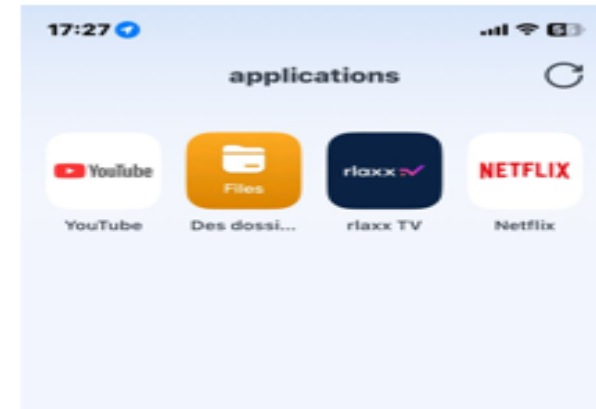 17:27
applications
YouTube Files rlaxx NETFLIX
YouTube Des dossi... rlaxx TV Netflix